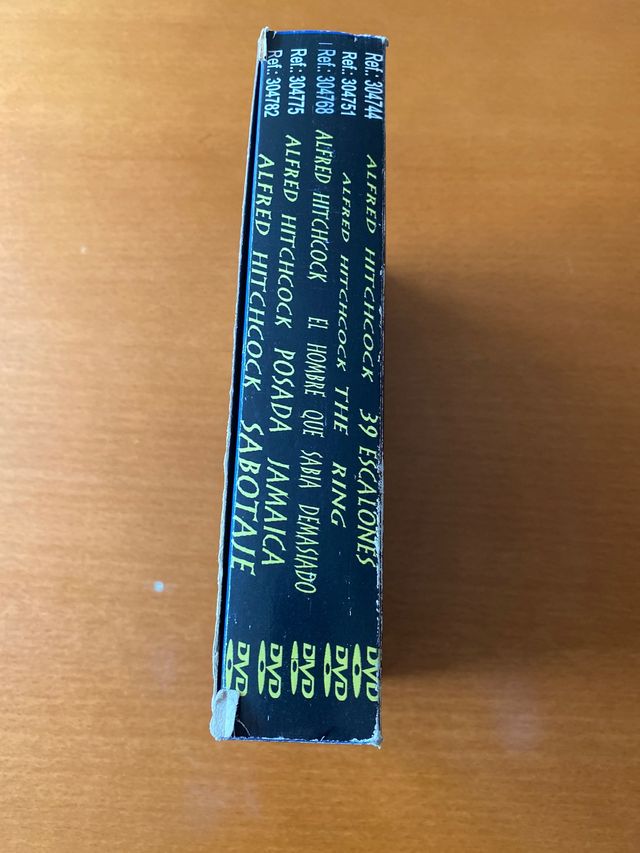 Ref.: 304744 ALFRED HITCHCOCK 39 ESCALONES DVD
Ref.: 304751 ALFRED HITCHCOCK THE RING DVD
Ref.: 304768 ALFRED HITCHCOCK EL HOMBRE QUE SABIA DEMASIADO DVD
Ref.: 304775 ALFRED HITCHCOCK POSADA JAMAICA DVD
Ref.: 304782 ALFRED HITCHCOCK SABOTAJE DVD